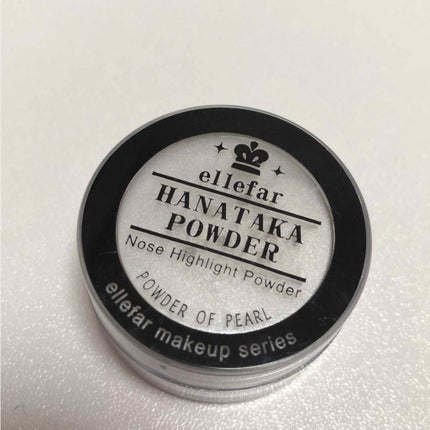 ellefar
HANATAKA
POWDER
Nose Highlight Powder
POWDER OF PEARL
ellefar makeup series